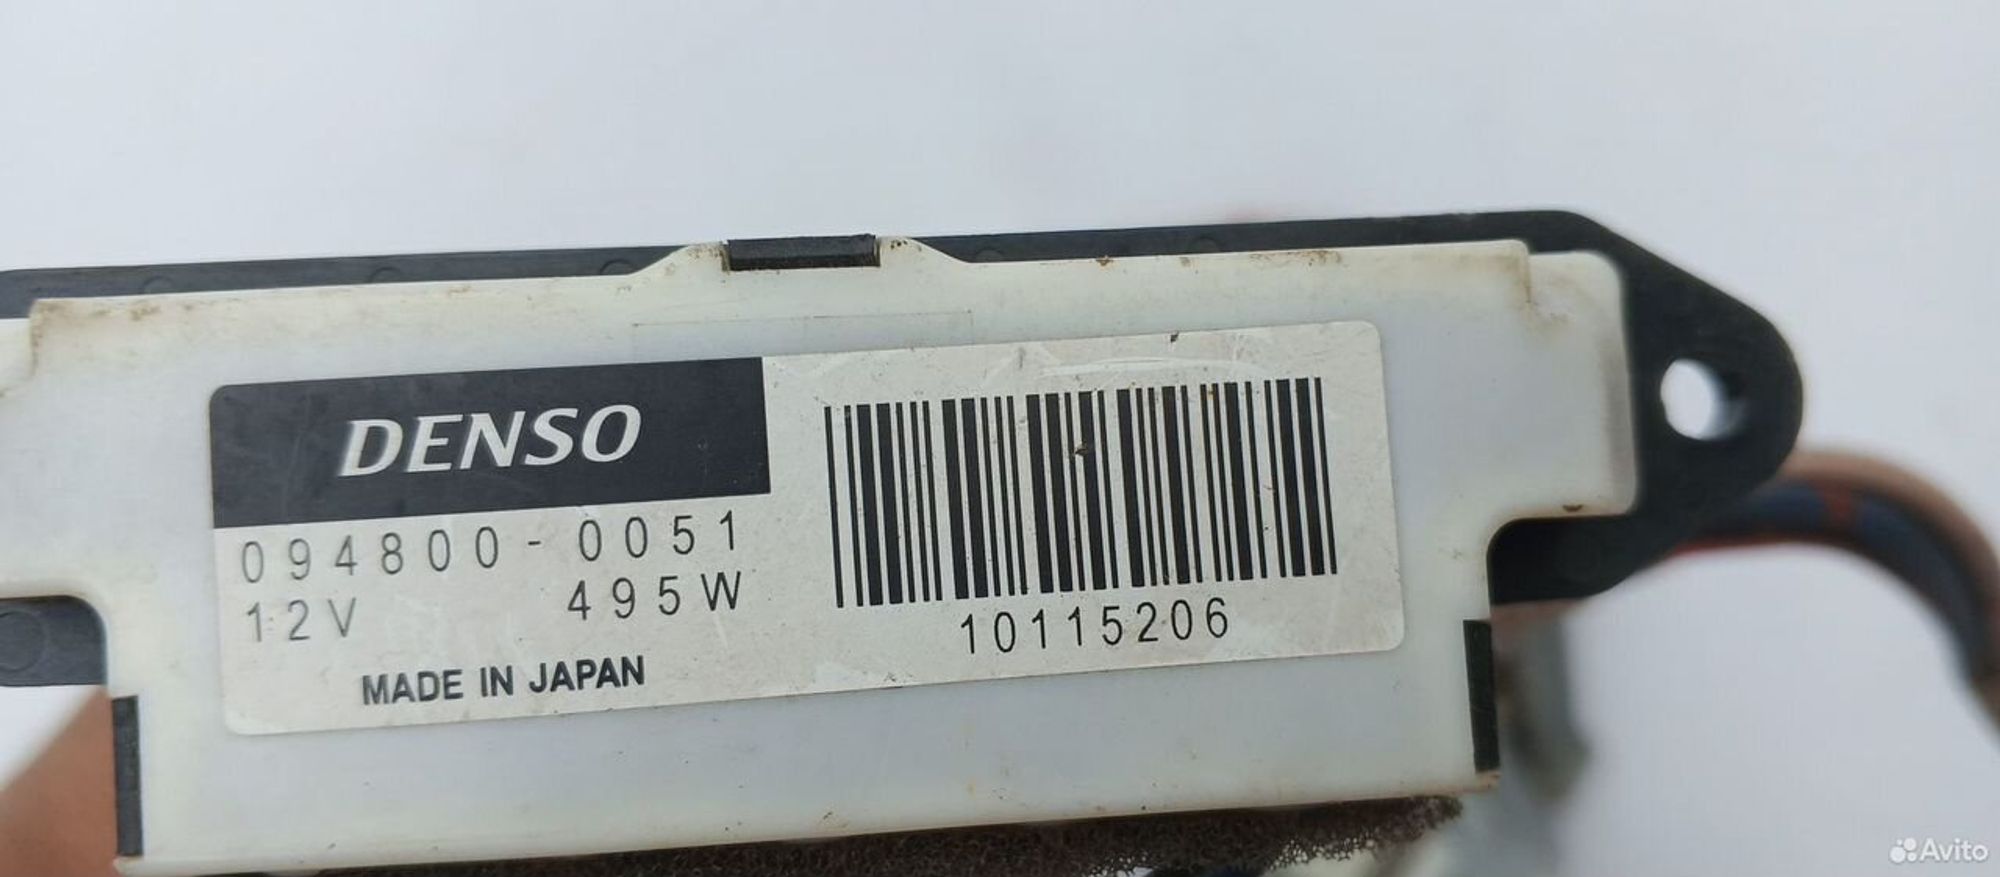 DENSO
094800-0051
12V 495W
MADE IN JAPAN
10115206
Avito